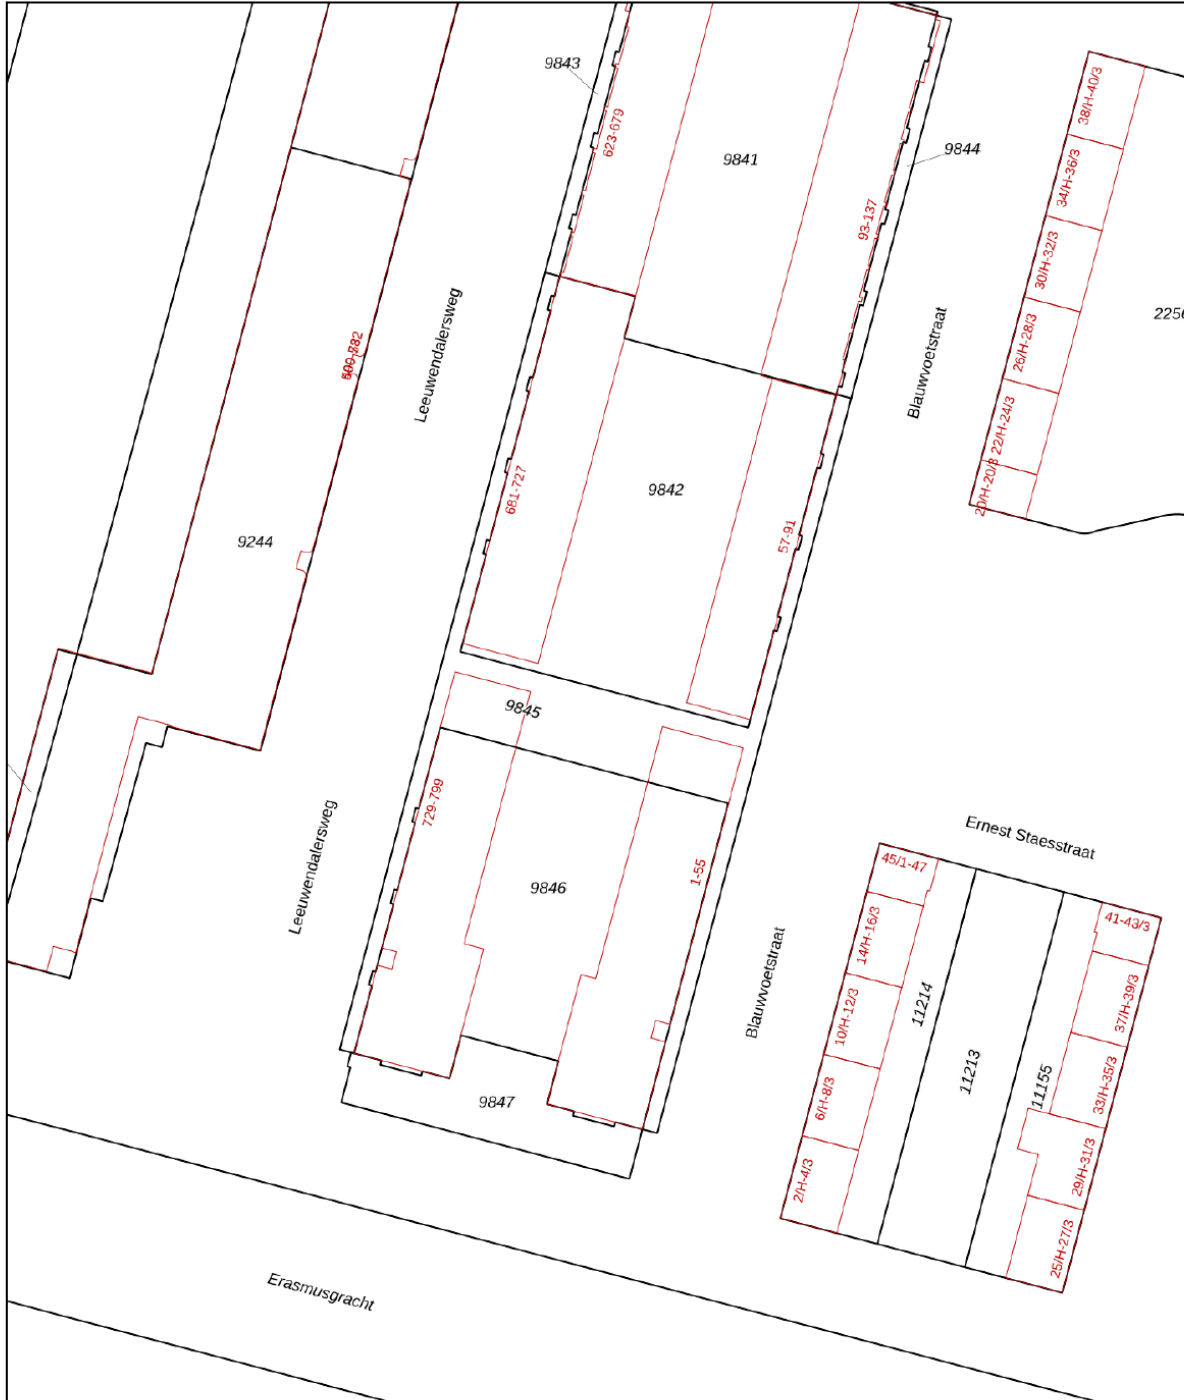 9843
623-679
9841
9844
93-137
38/H-40/3
34/H-36/3
30/H-32/3
26/H-28/3
22/H-24/3
20/H-20/3
2256
Leeuwendalersweg
Blauwvoetstraat
681-727
9842
57-91
9244
9845
729-799
9846
1-55
Leeuwendalersweg
Blauwvoetstraat
9847
Ernest Staesstraat
45/1-47
14/H-16/3
10/H-12/3
6/H-8/3
2/H-4/3
11214
11213
11155
41-43/3
37/H-39/3
33/H-35/3
29/H-31/3
25/H-27/3
Erasmusgracht